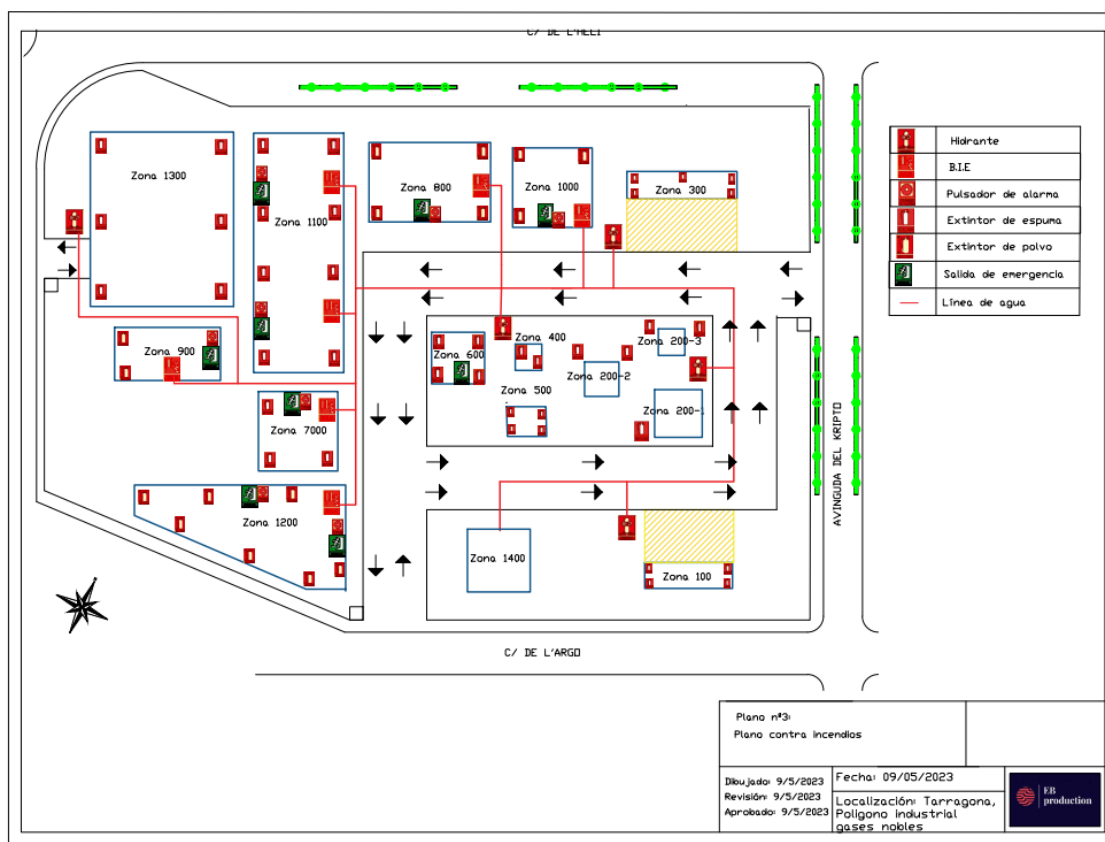 C/ DE L'HELI
Zona 1300
Zona 1100
Zona 800
Zona 1000
Zona 300
Hidrante
B.I.E
Pulsador de alarma
Extintor de espuma
Extintor de polvo
Salida de emergencia
Línea de agua
Zona 900
Zona 600
Zona 400
Zona 200-3
Zona 200-2
Zona 500
Zona 200-1
Zona 7000
Zona 1200
Zona 1400
Zona 100
AVINGUDA DEL KRIPTO
C/ DE L'ARGO
Plano nº3:
Plano contra incendios
Dibujado: 9/5/2023
Revisión: 9/5/2023
Aprobado: 9/5/2023
Fecha: 09/05/2023
Localización: Tarragona,
Poligono industrial
gases nobles
EB
production